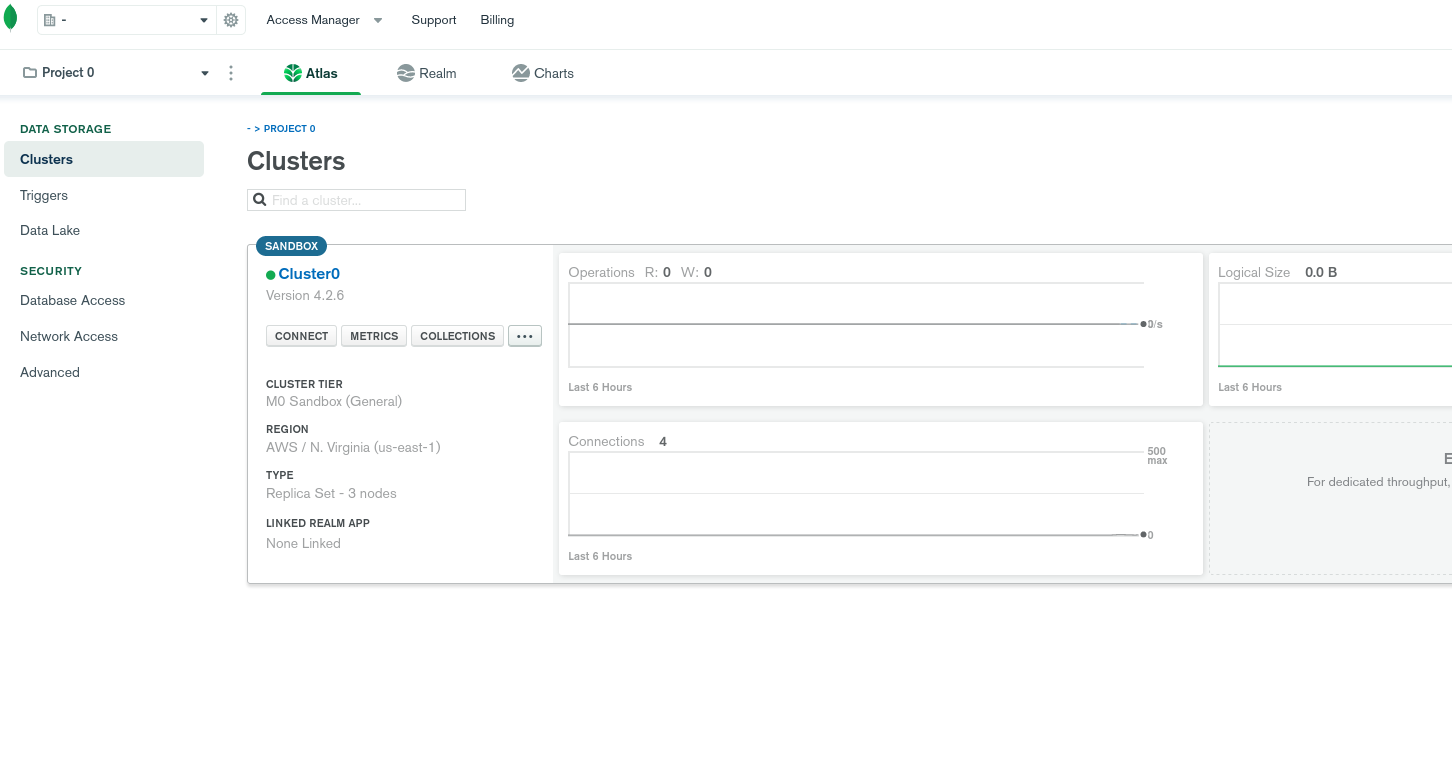 -
Access Manager
Support
Billing
Project 0
Atlas
Realm
Charts
DATA STORAGE
Clusters
Triggers
Data Lake
SECURITY
Database Access
Network Access
Advanced
- > PROJECT 0
Clusters
Find a cluster...
SANDBOX
Cluster0
Version 4.2.6
CONNECT
METRICS
COLLECTIONS
...
CLUSTER TIER
M0 Sandbox (General)
REGION
AWS / N. Virginia (us-east-1)
TYPE
Replica Set - 3 nodes
LINKED REALM APP
None Linked
Operations R: 0 W: 0
Last 6 Hours
Logical Size 0.0 B
Last 6 Hours
Connections 4
500
max
0
Last 6 Hours
E
For dedicated throughput,